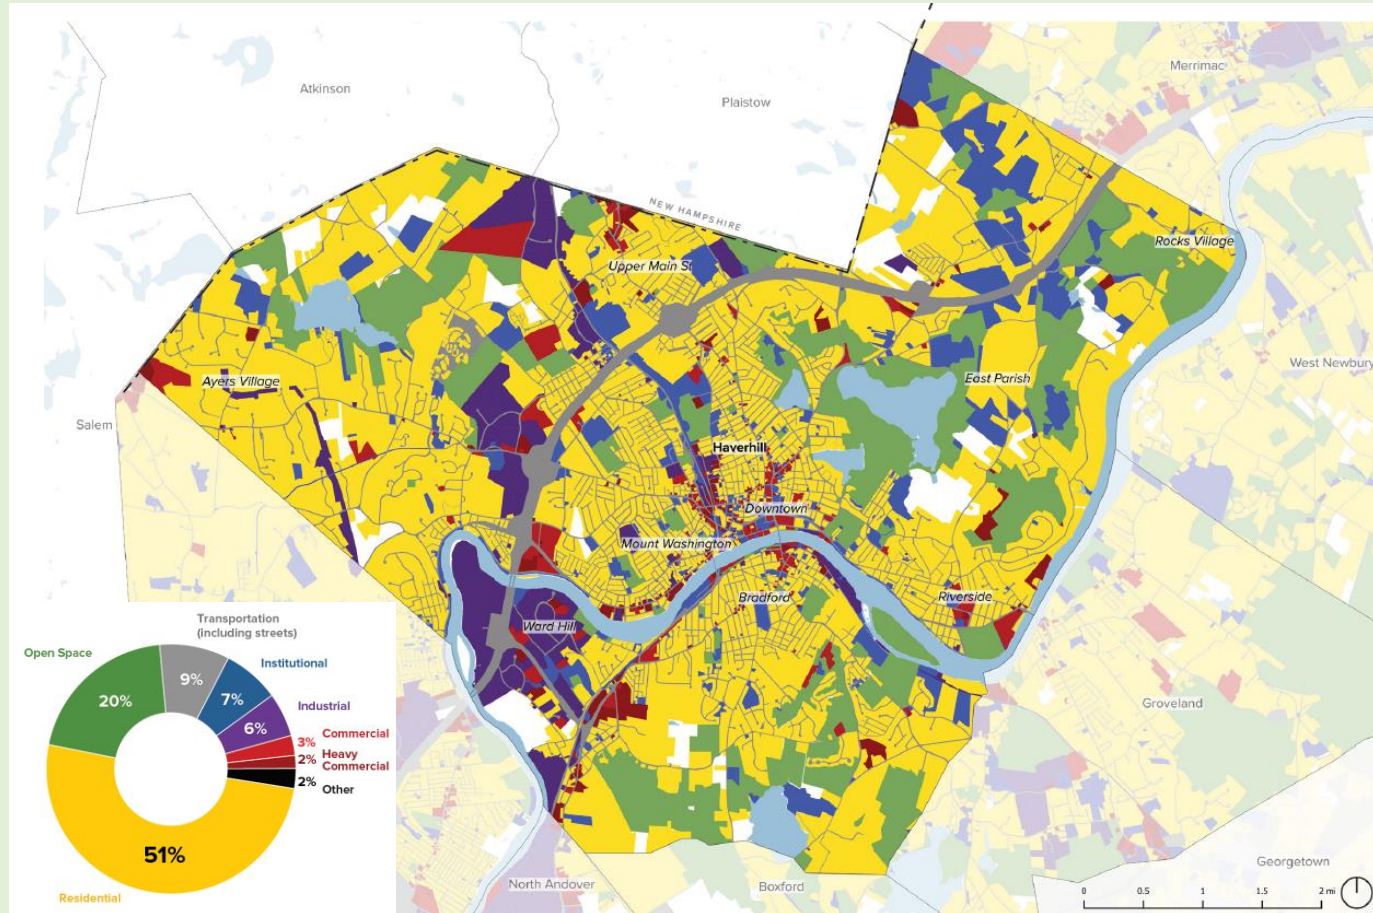 Merrimac
Atkinson
Plaistow
NEW HAMPSHIRE
Rocks Village
Upper Main St
West Newbury
Ayers Village
East Parish
Salem
Haverhill
Downtown
Mount Washington
Bradford
Riverside
Ward Hill
Groveland
Georgetown
North Andover
Boxford
0 0.5 1 1.5 2 mi
Transportation
(including streets)
Open Space
Institutional
9%
7%
20%
Industrial
6%
Commercial
3%
2% Heavy
Commercial
2% Other
51%
Residential